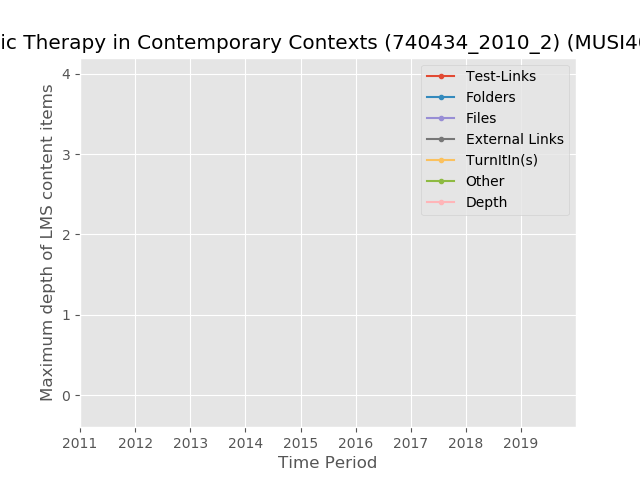 ic Therapy in Contemporary Contexts (740434_2010_2) (MUSI40
Maximum depth of LMS content items
4
3
2
1
0
Test-Links
Folders
Files
External Links
TurnItIn(s)
Other
Depth
2011 2012 2013 2014 2015 2016 2017 2018 2019
Time Period